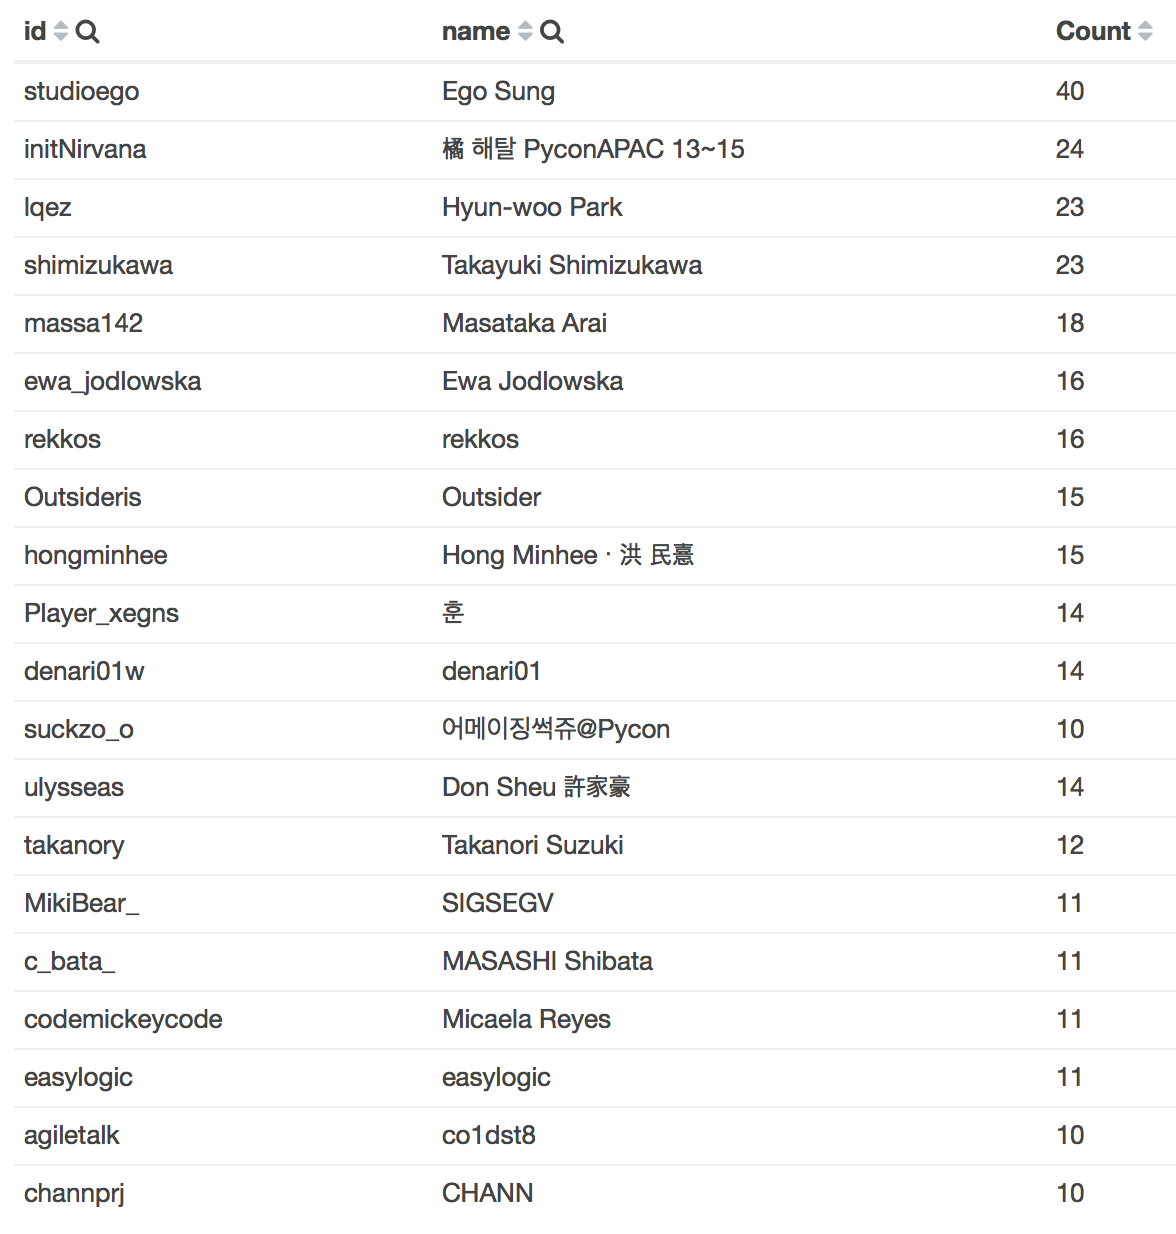 id name Count
studioego Ego Sung 40
initNirvana 橘 해탈 PyconAPAC 13~15 24
lqez Hyun-woo Park 23
shimizukawa Takayuki Shimizukawa 23
massa142 Masataka Arai 18
ewa_jodlowska Ewa Jodlowska 16
rekkos rekkos 16
Outsideris Outsider 15
hongminhee Hong Minhee · 洪 民憙 15
Player_xegns 훈 14
denari01w denari01 14
suckzo_o 어메이징썩쥬@Pycon 10
ulysseas Don Sheu 許家豪 14
takanory Takanori Suzuki 12
MikiBear_ SIGSEGV 11
c_bata_ MASASHI Shibata 11
codemickeycode Micaela Reyes 11
easylogic easylogic 11
agiletalk co1dst8 10
channprj CHANN 10